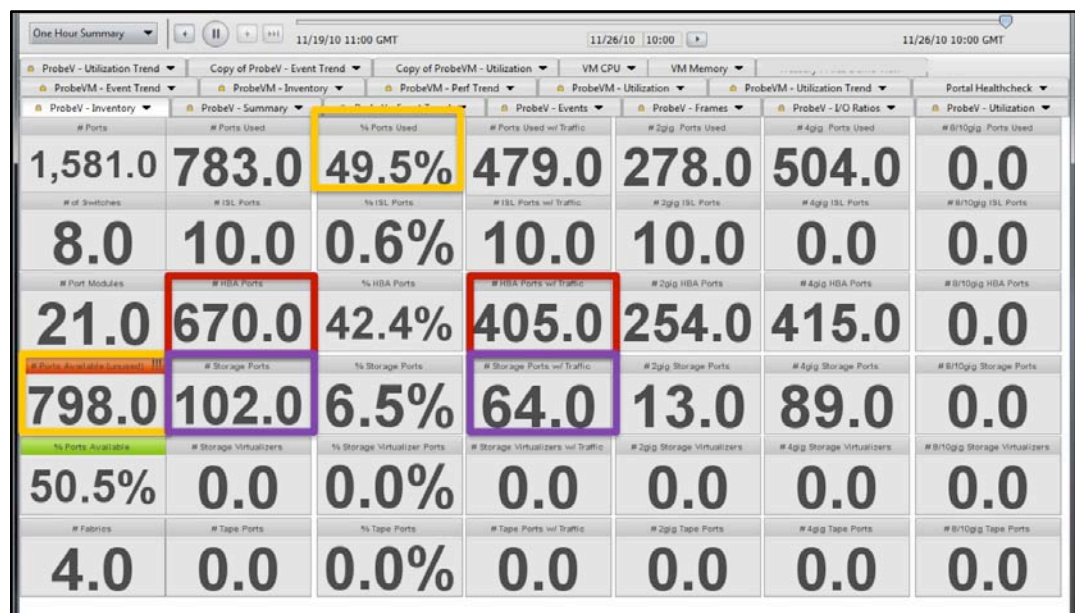 One Hour Summary
11/19/10 11:00 GMT
11/26/10 10:00
11/26/10 10:00 GMT
ProbeV - Utilization Trend
Copy of ProbeV - Event Trend
Copy of ProbeVM - Utilization
VM CPU
VM Memory
ProbeVM - Event Trend
ProbeVM - Inventory
ProbeVM - Perf Trend
ProbeVM - Utilization
ProbeVM - Utilization Trend
Portal Healthcheck
ProbeV - Inventory
ProbeV - Summary
ProbeV - Events
ProbeV - Frames
ProbeV - I/O Ratios
ProbeV - Utilization
# Ports # Ports Used % Ports Used # Ports Used w/ Traffic # 2gig Ports Used # 4gig Ports Used # 8/10gig Ports Used
1,581.0 783.0 49.5% 479.0 278.0 504.0 0.0
# of Switches # ISL Ports % ISL Ports # ISL Ports w/ Traffic # 2gig ISL Ports # 4gig ISL Ports # 8/10gig ISL Ports
8.0 10.0 0.6% 10.0 10.0 0.0 0.0
# Port Modules # HBA Ports % HBA Ports # HBA Ports w/ Traffic # 2gig HBA Ports # 4gig HBA Ports # 8/10gig HBA Ports
21.0 670.0 42.4% 405.0 254.0 415.0 0.0
# Ports Available (unused) # Storage Ports % Storage Ports # Storage Ports w/ Traffic # 2gig Storage Ports # 4gig Storage Ports # 8/10gig Storage Ports
798.0 102.0 6.5% 64.0 13.0 89.0 0.0
% Ports Available # Storage Virtualizers % Storage Virtualizer Ports # Storage Virtualizers w/ Traffic # 2gig Storage Virtualizers # 4gig Storage Virtualizers # 8/10gig Storage Virtualizers
50.5% 0.0 0.0% 0.0 0.0 0.0 0.0
# Fabrics # Tape Ports % Tape Ports # Tape Ports w/ Traffic # 2gig Tape Ports # 4gig Tape Ports # 8/10gig Tape Ports
4.0 0.0 0.0% 0.0 0.0 0.0 0.0